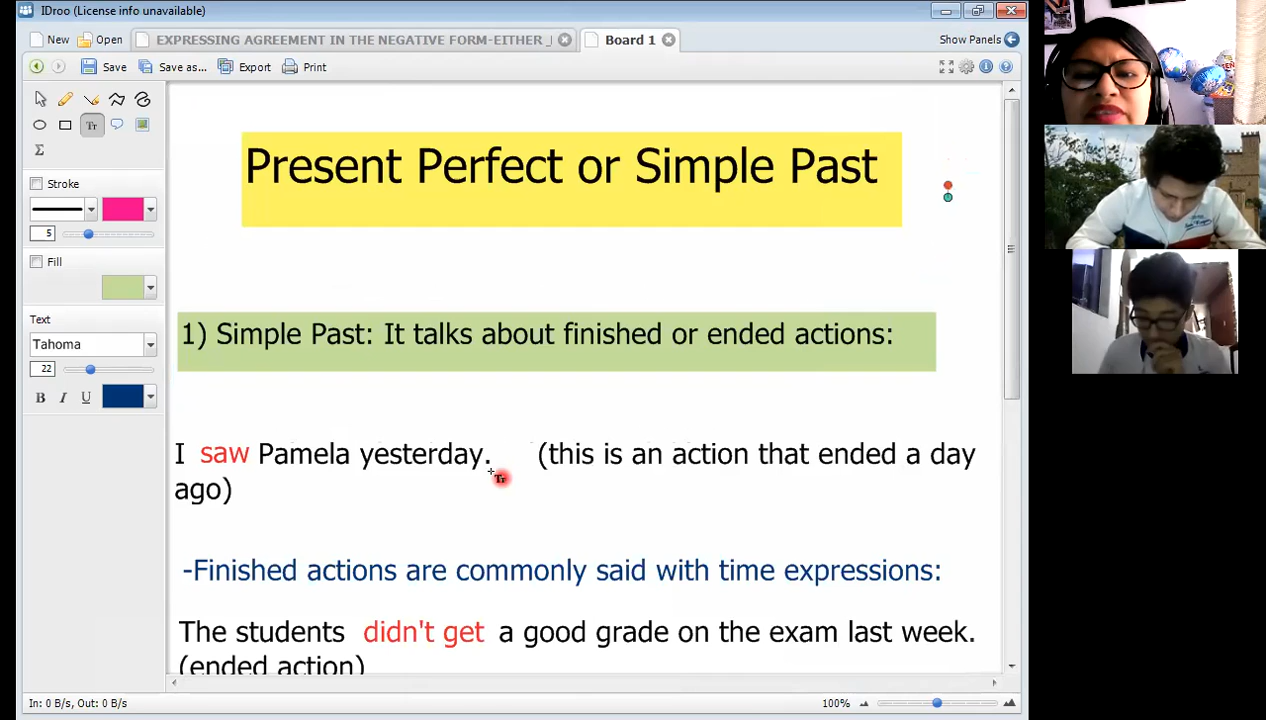 IDroo (License info unavailable)
New Open EXPRESSING AGREEMENT IN THE NEGATIVE FORM-EITHER_ Board 1 Show Panels
Save Save as... Export Print
Tr
Σ
Stroke
5
Fill
Text
Tahoma
22
B I U
Present Perfect or Simple Past
1) Simple Past: It talks about finished or ended actions:
I saw Pamela yesterday. (this is an action that ended a day
ago)
Tr
-Finished actions are commonly said with time expressions:
The students didn't get a good grade on the exam last week.
(ended action)
In: 0 B/s, Out: 0 B/s 100%